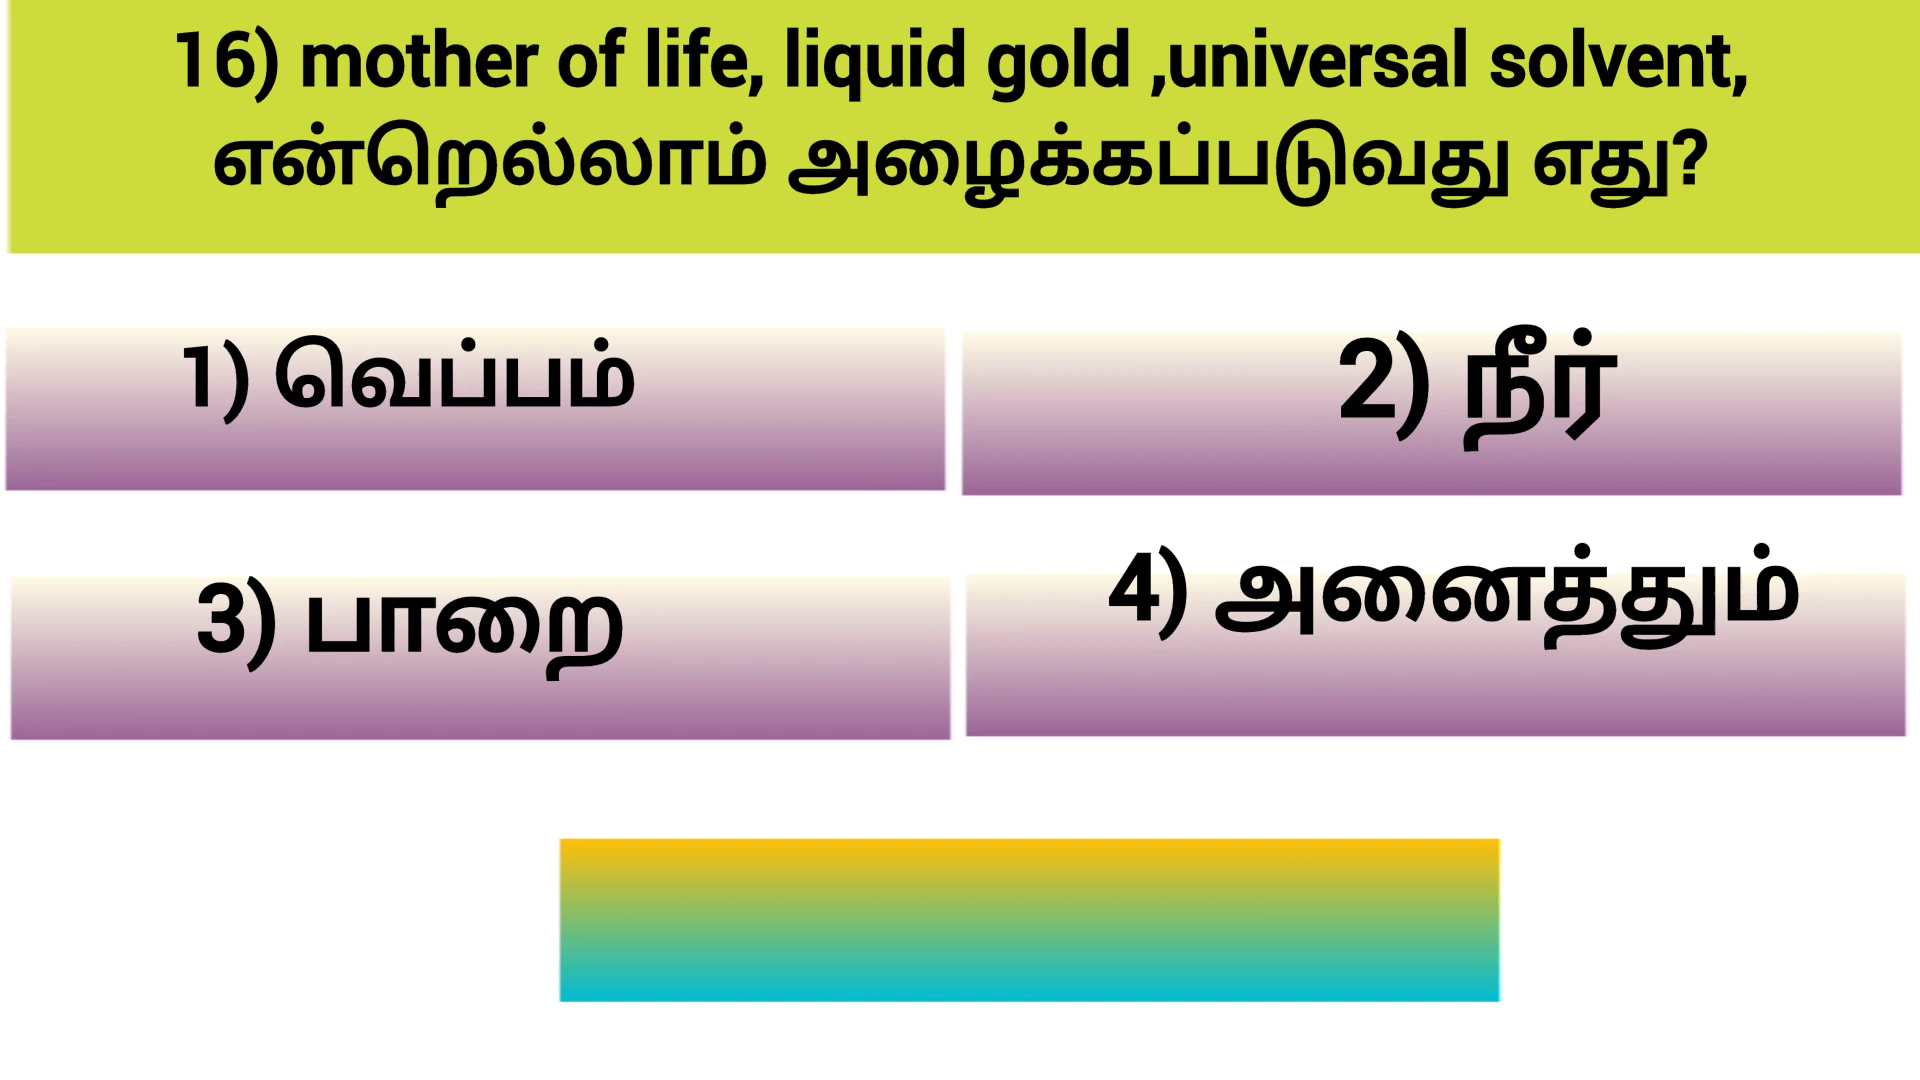 16) mother of life, liquid gold ,universal solvent,
என்றெல்லாம் அழைக்கப்படுவது எது?
1) வெப்பம்
2) நீர்
3) பாறை
4) அனைத்தும்